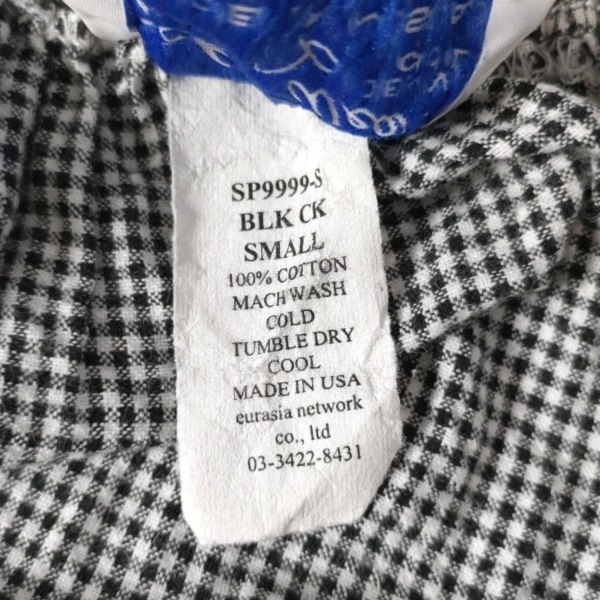 SP9999-S
BLK CK
SMALL
100% COTTON
MACH WASH
COLD
TUMBLE DRY
COOL
MADE IN USA
eurasia network
co., ltd
03-3422-8431